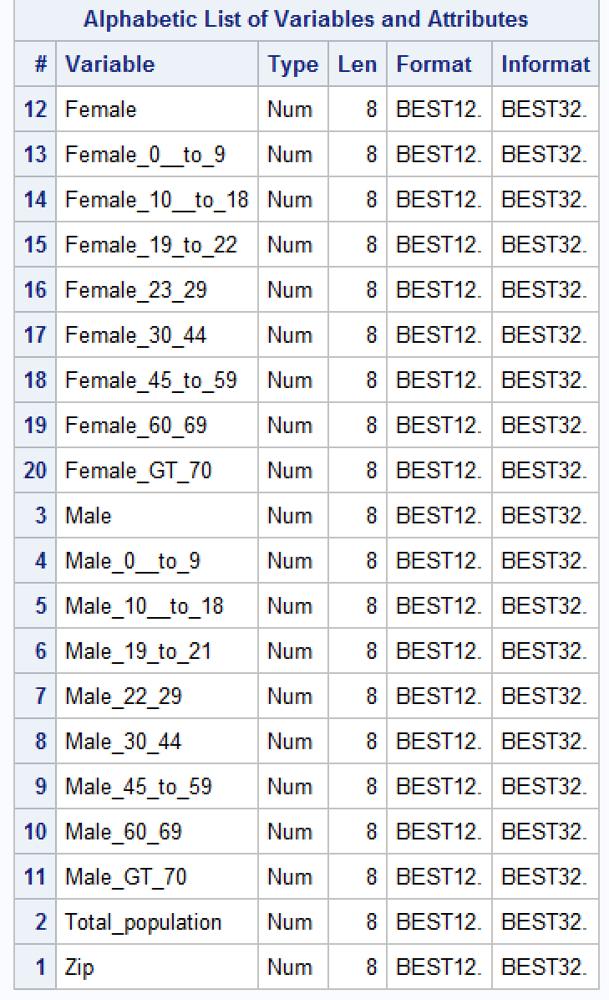 Alphabetic List of Variables and Attributes
# Variable Type Len Format Informat
12 Female Num 8 BEST12. BEST32.
13 Female_0__to_9 Num 8 BEST12. BEST32.
14 Female_10__to_18 Num 8 BEST12. BEST32.
15 Female_19_to_22 Num 8 BEST12. BEST32.
16 Female_23_29 Num 8 BEST12. BEST32.
17 Female_30_44 Num 8 BEST12. BEST32.
18 Female_45_to_59 Num 8 BEST12. BEST32.
19 Female_60_69 Num 8 BEST12. BEST32.
20 Female_GT_70 Num 8 BEST12. BEST32.
3 Male Num 8 BEST12. BEST32.
4 Male_0__to_9 Num 8 BEST12. BEST32.
5 Male_10__to_18 Num 8 BEST12. BEST32.
6 Male_19_to_21 Num 8 BEST12. BEST32.
7 Male_22_29 Num 8 BEST12. BEST32.
8 Male_30_44 Num 8 BEST12. BEST32.
9 Male_45_to_59 Num 8 BEST12. BEST32.
10 Male_60_69 Num 8 BEST12. BEST32.
11 Male_GT_70 Num 8 BEST12. BEST32.
2 Total_population Num 8 BEST12. BEST32.
1 Zip Num 8 BEST12. BEST32.